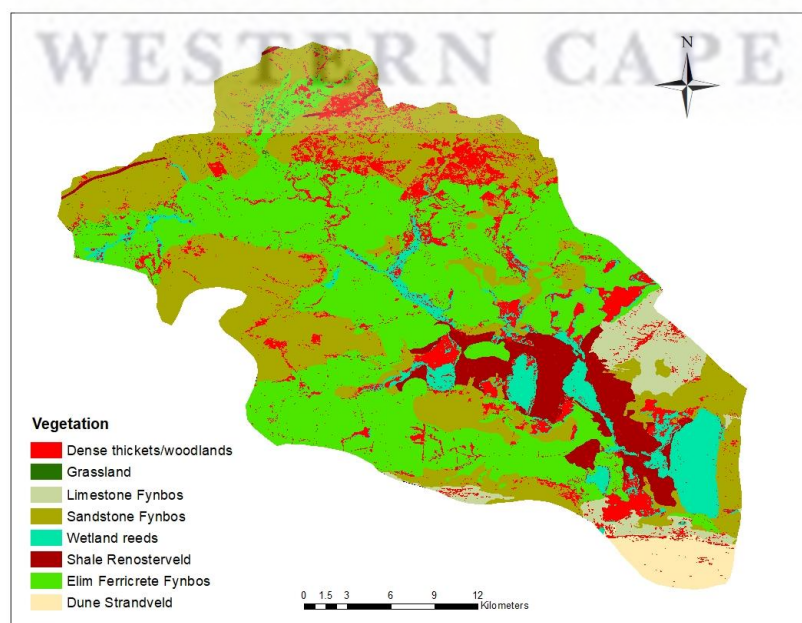 WESTERN CAPE
N
Vegetation
Dense thickets/woodlands
Grassland
Limestone Fynbos
Sandstone Fynbos
Wetland reeds
Shale Renosterveld
Elim Ferricrete Fynbos
Dune Strandveld
0 1.5 3 6 9 12
Kilometers